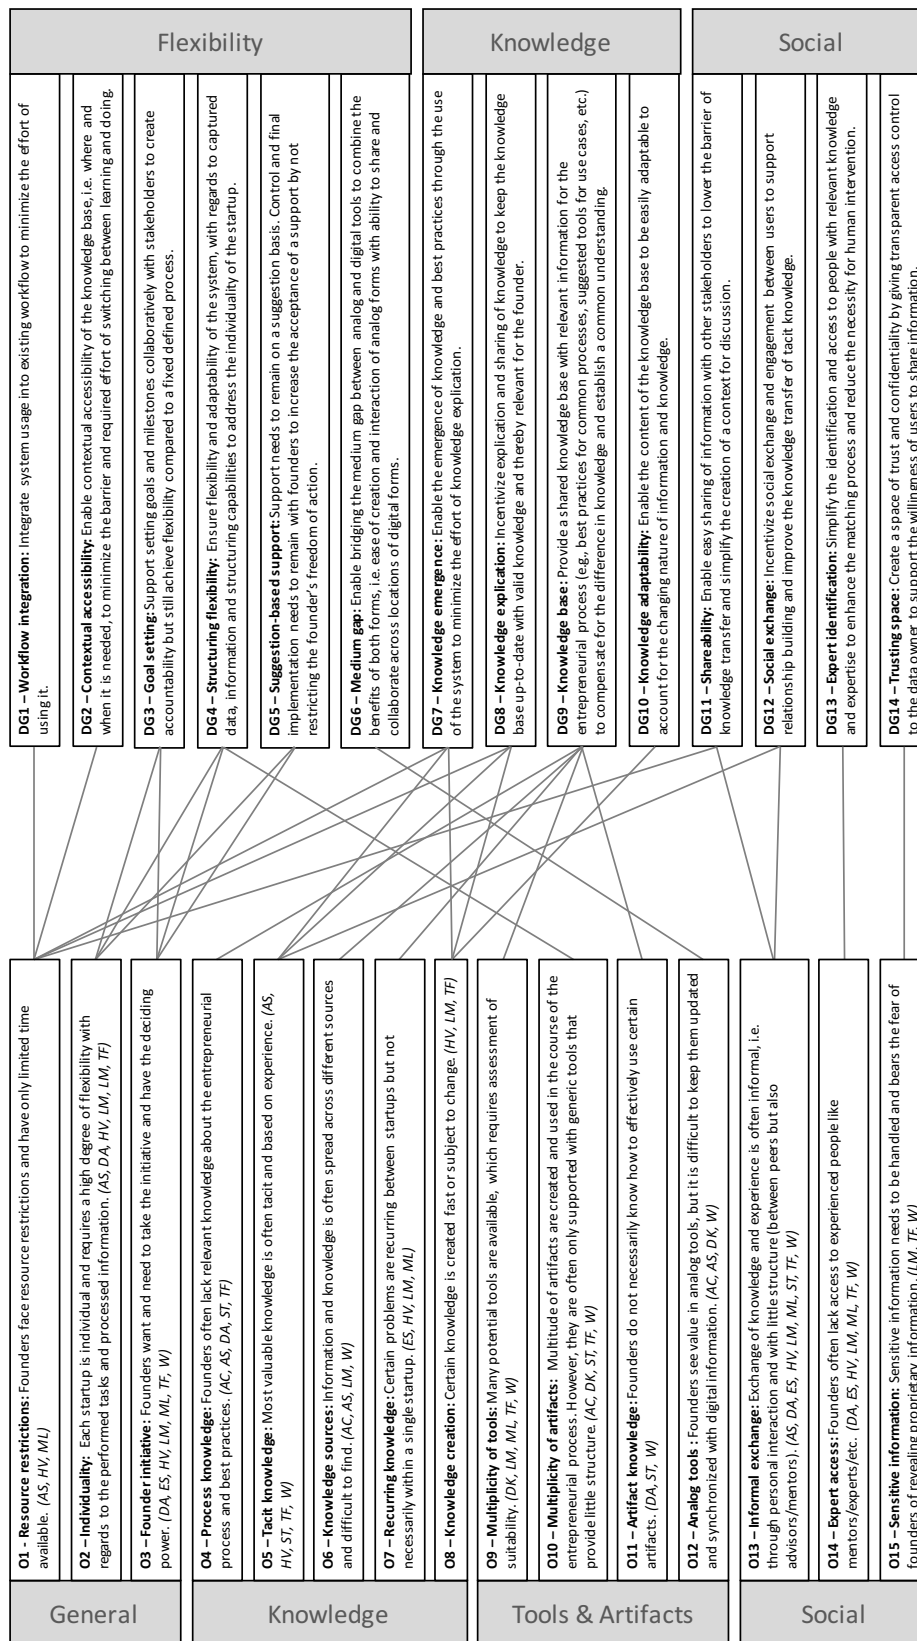 General
O1 - Resource restrictions: Founders face resource restrictions and have only limited time
available. (AS, HV, ML)
O2 – Individuality: Each startup is individual and requires a high degree of flexibility with
regards to the performed tasks and processed information. (AS, DA, HV, LM, LM, TF)
O3 – Founder initiative: Founders want and need to take the initiative and have the deciding
power. (DA, ES, HV, LM, ML, TF, W)
Knowledge
O4 – Process knowledge: Founders often lack relevant knowledge about the entrepreneurial
process and best practices. (AC, AS, DA, ST, TF)
O5 – Tacit knowledge: Most valuable knowledge is often tacit and based on experience. (AS,
HV, ST, TF, W)
O6 – Knowledge sources: Information and knowledge is often spread across different sources
and difficult to find. (AC, AS, LM, W)
O7 – Recurring knowledge: Certain problems are recurring between startups but not
necessarily within a single startup. (ES, HV, LM, ML)
O8 – Knowledge creation: Certain knowledge is created fast or subject to change. (HV, LM, TF)
Tools & Artifacts
O9 – Multiplicity of tools: Many potential tools are available, which requires assessment of
suitability. (DK, LM, ML, TF, W)
O10 – Multiplicity of artifacts: Multitude of artifacts are created and used in the course of the
entrepreneurial process. However, they are often only supported with generic tools that
provide little structure. (AC, DK, ST, TF, W)
O11 – Artifact knowledge: Founders do not necessarily know how to effectively use certain
artifacts. (DA, ST, W)
O12 – Analog tools : Founders see value in analog tools, but it is difficult to keep them updated
and synchronized with digital information. (AC, AS, DK, W)
Social
O13 – Informal exchange: Exchange of knowledge and experience is often informal, i.e.
through personal interaction and with little structure (between peers but also
advisors/mentors). (AS, DA, ES, HV, LM, ML, ST, TF, W)
O14 – Expert access: Founders often lack access to experienced people like
mentors/experts/etc. (DA, ES, HV, LM, ML, TF, W)
O15 – Sensitive information: Sensitive information needs to be handled and bears the fear of
founders of revealing proprietary information. (LM, TF, W)
Flexibility
DG1 – Workflow integration: Integrate system usage into existing workflow to minimize the effort of
using it.
DG2 – Contextual accessibility: Enable contextual accessibility of the knowledge base, i.e. where and
when it is needed, to minimize the barrier and required effort of switching between learning and doing.
DG3 – Goal setting: Support setting goals and milestones collaboratively with stakeholders to create
accountability but still achieve flexibility compared to a fixed defined process.
DG4 – Structuring flexibility: Ensure flexibility and adaptability of the system, with regards to captured
data, information and structuring capabilities to address the individuality of the startup.
DG5 – Suggestion-based support: Support needs to remain on a suggestion basis. Control and final
implementation needs to remain with founders to increase the acceptance of a support by not
restricting the founder's freedom of action.
DG6 – Medium gap: Enable bridging the medium gap between analog and digital tools to combine the
benefits of both forms, i.e. ease of creation and interaction of analog forms with ability to share and
collaborate across locations of digital forms.
Knowledge
DG7 – Knowledge emergence: Enable the emergence of knowledge and best practices through the use
of the system to minimize the effort of knowledge explication.
DG8 – Knowledge explication: Incentivize explication and sharing of knowledge to keep the knowledge
base up-to-date with valid knowledge and thereby relevant for the founder.
DG9 – Knowledge base: Provide a shared knowledge base with relevant information for the
entrepreneurial process (e.g., best practices for common processes, suggested tools for use cases, etc.)
to compensate for the difference in knowledge and establish a common understanding.
DG10 – Knowledge adaptability: Enable the content of the knowledge base to be easily adaptable to
account for the changing nature of information and knowledge.
Social
DG11 – Shareability: Enable easy sharing of information with other stakeholders to lower the barrier of
knowledge transfer and simplify the creation of a context for discussion.
DG12 – Social exchange: Incentivize social exchange and engagement between users to support
relationship building and improve the knowledge transfer of tacit knowledge.
DG13 – Expert identification: Simplify the identification and access to people with relevant knowledge
and expertise to enhance the matching process and reduce the necessity for human intervention.
DG14 – Trusting space: Create a space of trust and confidentiality by giving transparent access control
to the data owner to support the willingness of users to share information.